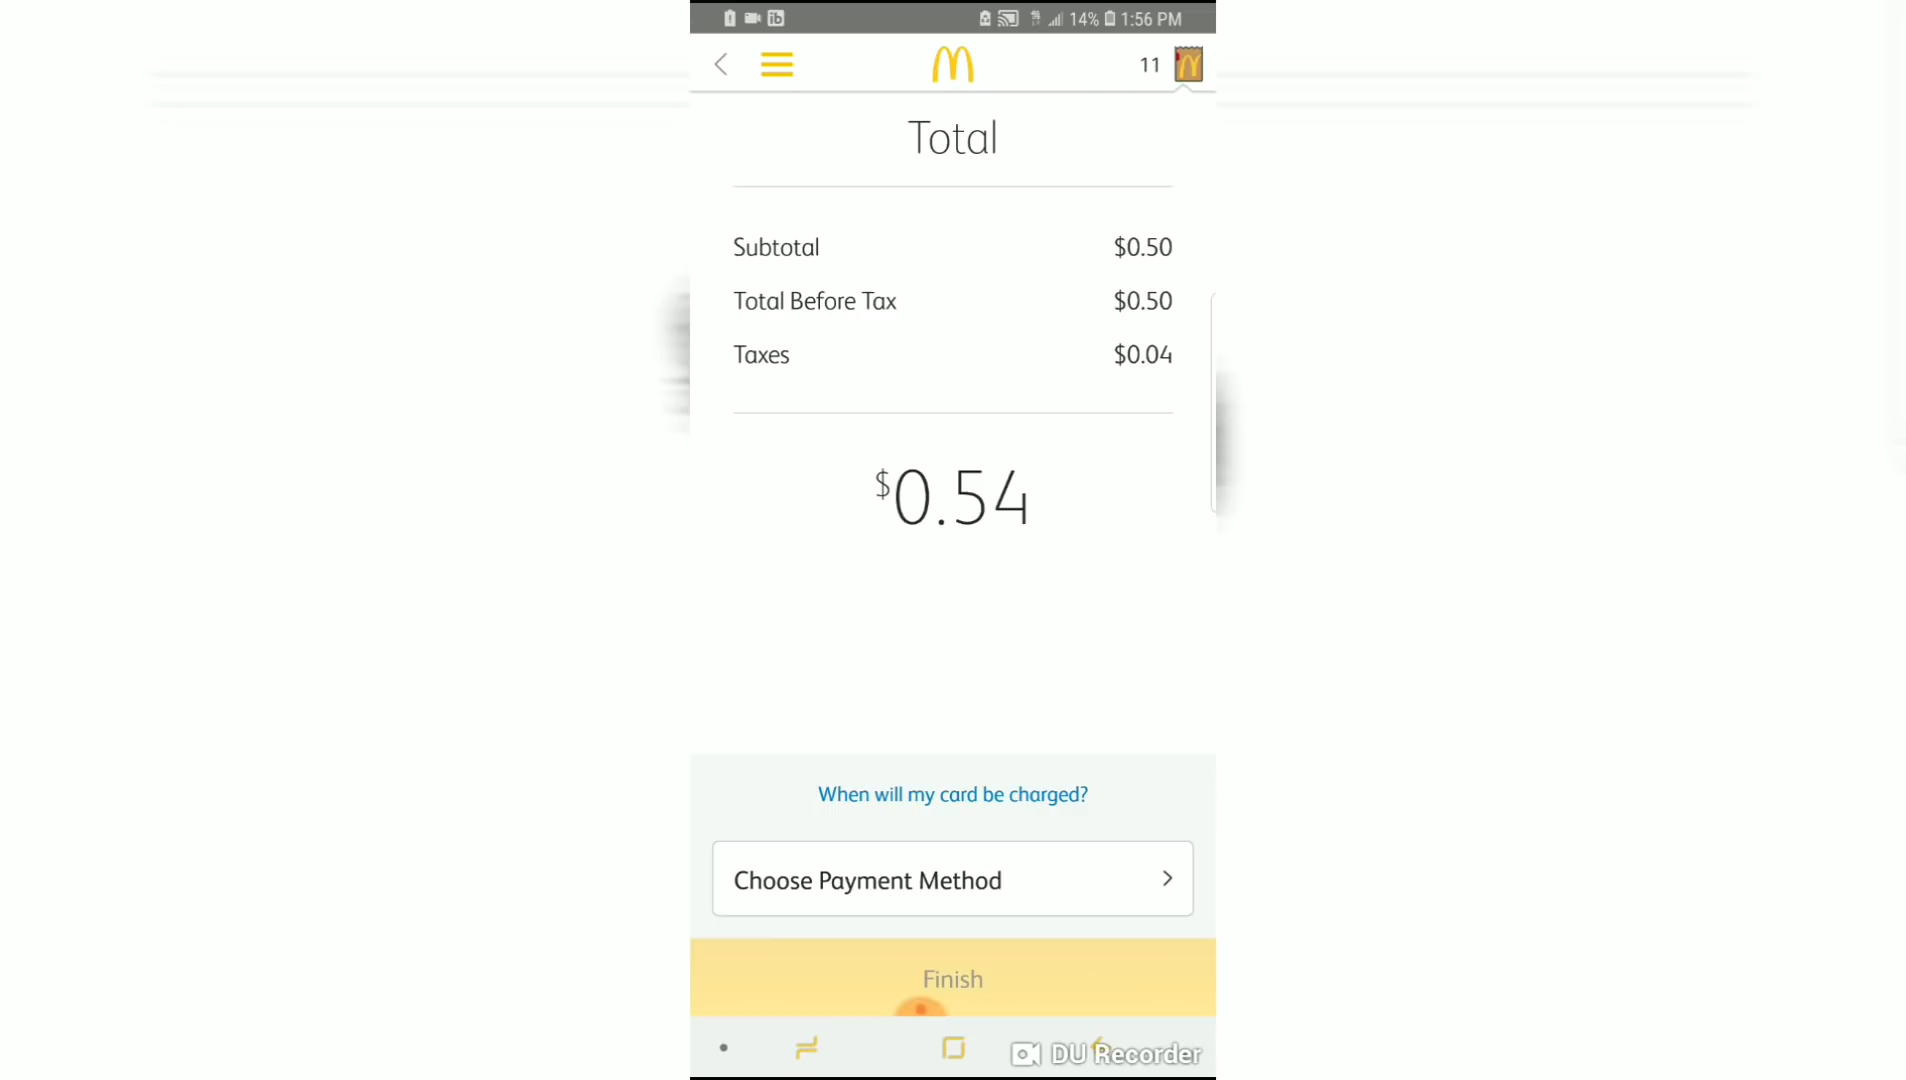 14% 1:56 PM
11
Total
Subtotal $0.50
Total Before Tax $0.50
Taxes $0.04
$0.54
When will my card be charged?
Choose Payment Method
Finish
DU Recorder